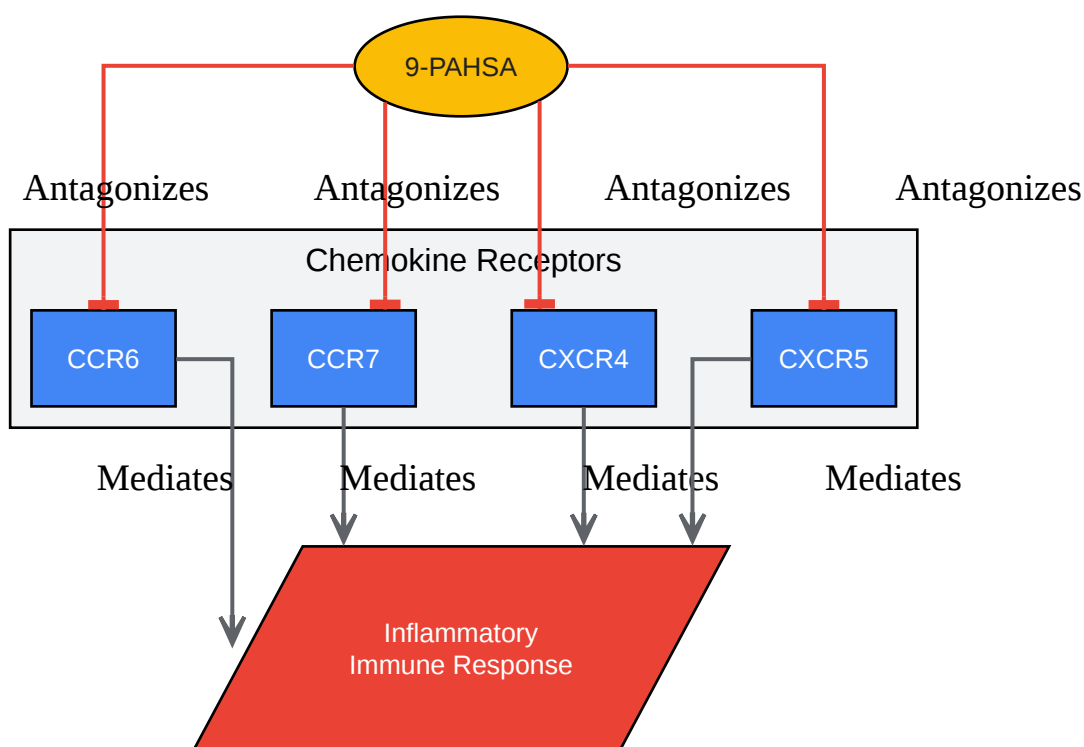 9-PAHSA
Antagonizes Antagonizes Antagonizes Antagonizes
Chemokine Receptors
CCR6 CCR7 CXCR4 CXCR5
Mediates Mediates Mediates Mediates
Inflammatory
Immune Response